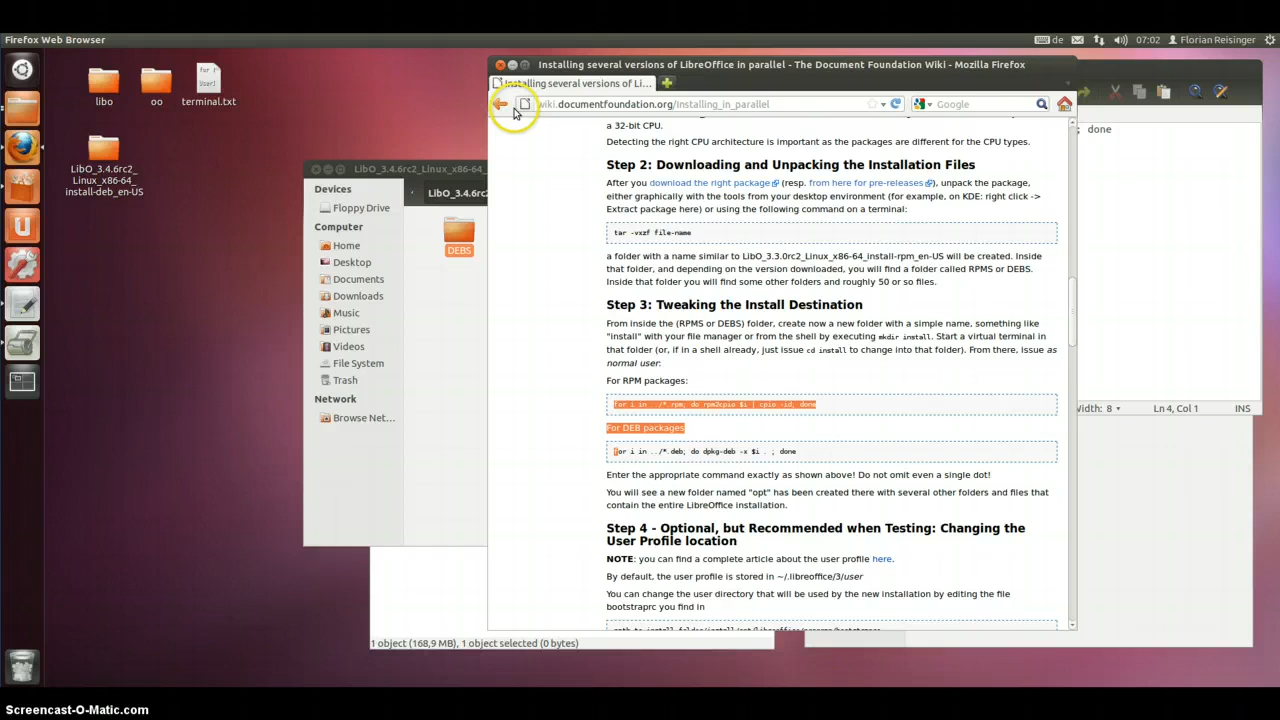 Firefox Web Browser
de
07:02
Florian Reisinger
libo
oo
terminal.txt
LibO_3.4.6rc2_
Linux_x86-64_
install-deb_en-US
LibO_3.4.6rc2_Linux_x86-64_
Devices
Floppy Drive
Computer
Home
Desktop
Documents
Downloads
Music
Pictures
Videos
File System
Trash
Network
Browse Net...
LibO_3.4.6rc2
DEBS
1 object (168,9 MB), 1 object selected (0 bytes)
Installing several versions of LibreOffice in parallel - The Document Foundation Wiki - Mozilla Firefox
Installing several versions of Li...
wiki.documentfoundation.org/Installing_in_parallel
Google
a 32-bit CPU.
Detecting the right CPU architecture is important as the packages are different for the CPU types.
Step 2: Downloading and Unpacking the Installation Files
After you download the right package (resp. from here for pre-releases), unpack the package,
either graphically with the tools from your desktop environment (for example, on KDE: right click ->
Extract package here) or using the following command on a terminal:
tar -vxzf file-name
a folder with a name similar to LibO_3.3.0rc2_Linux_x86-64_install-rpm_en-US will be created. Inside
that folder, and depending on the version downloaded, you will find a folder called RPMS or DEBS.
Inside that folder you will find some other folders and roughly 50 or so files.
Step 3: Tweaking the Install Destination
From inside the (RPMS or DEBS) folder, create now a new folder with a simple name, something like
"install" with your file manager or from the shell by executing mkdir install. Start a virtual terminal in
that folder (or, if in a shell already, just issue cd install to change into that folder). From there, issue as
normal user:
For RPM packages:
for i in ../*.rpm; do rpm2cpio $i | cpio -id; done
For DEB packages
for i in ../*.deb; do dpkg-deb -x $i . ; done
Enter the appropriate command exactly as shown above! Do not omit even a single dot!
You will see a new folder named "opt" has been created there with several other folders and files that
contain the entire LibreOffice installation.
Step 4 - Optional, but Recommended when Testing: Changing the
User Profile location
NOTE: you can find a complete article about the user profile here.
By default, the user profile is stored in ~/.libreoffice/3/user
You can change the user directory that will be used by the new installation by editing the file
bootstraprc you find in
; done
Width: 8
Ln 4, Col 1
INS
Screencast-O-Matic.com